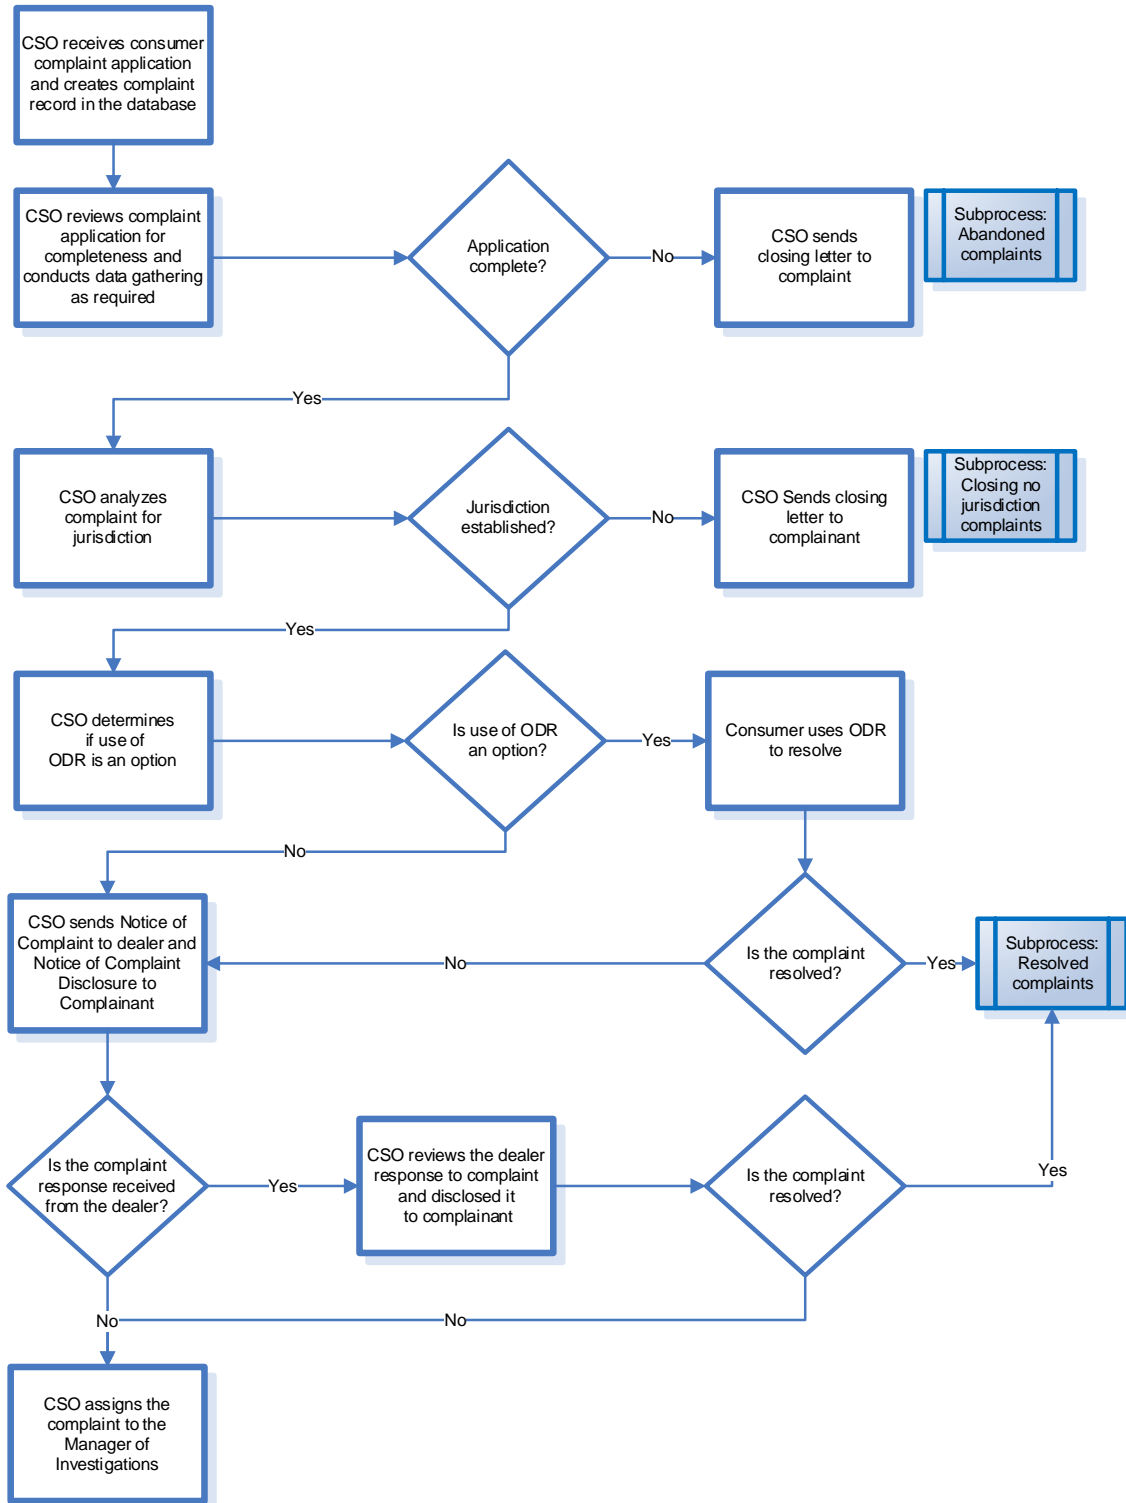 CSO receives consumer
complaint application
and creates complaint
record in the database
CSO reviews complaint
application for
completeness and
conducts data gathering
as required
Application
complete?
No
CSO sends
closing letter to
complaint
Subprocess:
Abandoned
complaints
Yes
CSO analyzes
complaint for
jurisdiction
Jurisdiction
established?
No
CSO Sends closing
letter to
complainant
Subprocess:
Closing no
jurisdiction
complaints
Yes
CSO determines
if use of
ODR is an option
Is use of ODR
an option?
Yes
Consumer uses ODR
to resolve
No
CSO sends Notice of
Complaint to dealer and
Notice of Complaint
Disclosure to
Complainant
No
Is the complaint
resolved?
Yes
Subprocess:
Resolved
complaints
Is the complaint
response received
from the dealer?
Yes
CSO reviews the dealer
response to complaint
and disclosed it
to complainant
Is the complaint
resolved?
Yes
No
No
CSO assigns the
complaint to the
Manager of
Investigations